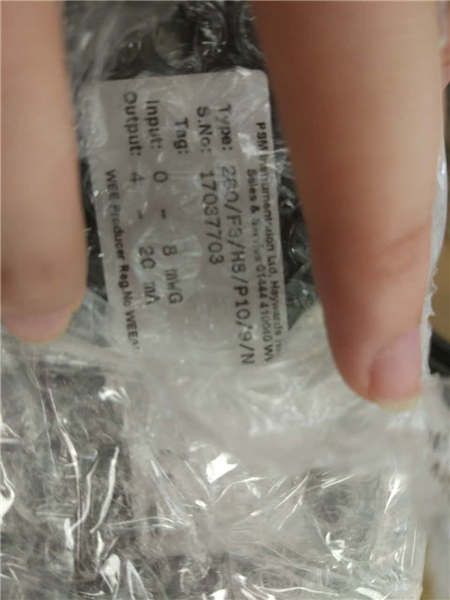 PSM Instrumentation Ltd, Haywards
Sales & Service 01444 410040
Type: 280/FS/HS/P10/9/N
S.No: 17037703
Tag:
Input: 0 - 8 mWG
Output: 4 - 20 mA
WEE Producer Reg.No WEE/